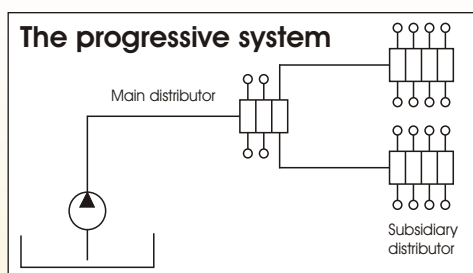 The progressive system
Main distributor
Subsidiary
distributor